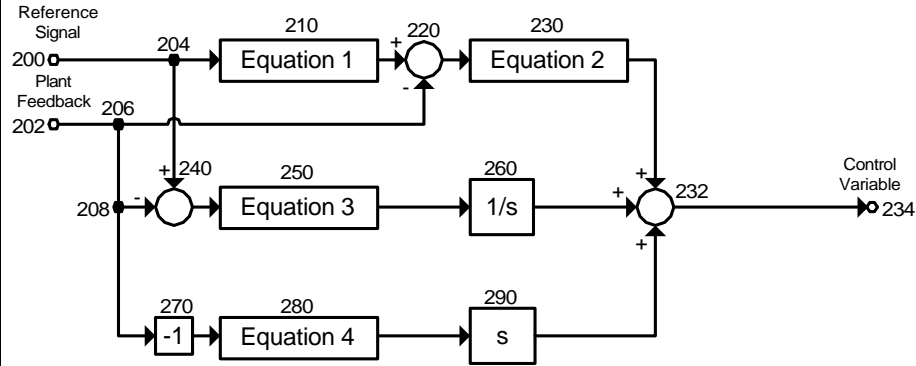 Reference
Signal
200
204
210
Equation 1
+
220
-
230
Equation 2
Plant
Feedback
202
206
+
240
-
208
250
Equation 3
260
1/s
+
+
232
+
Control
Variable
234
270
-1
280
Equation 4
290
s